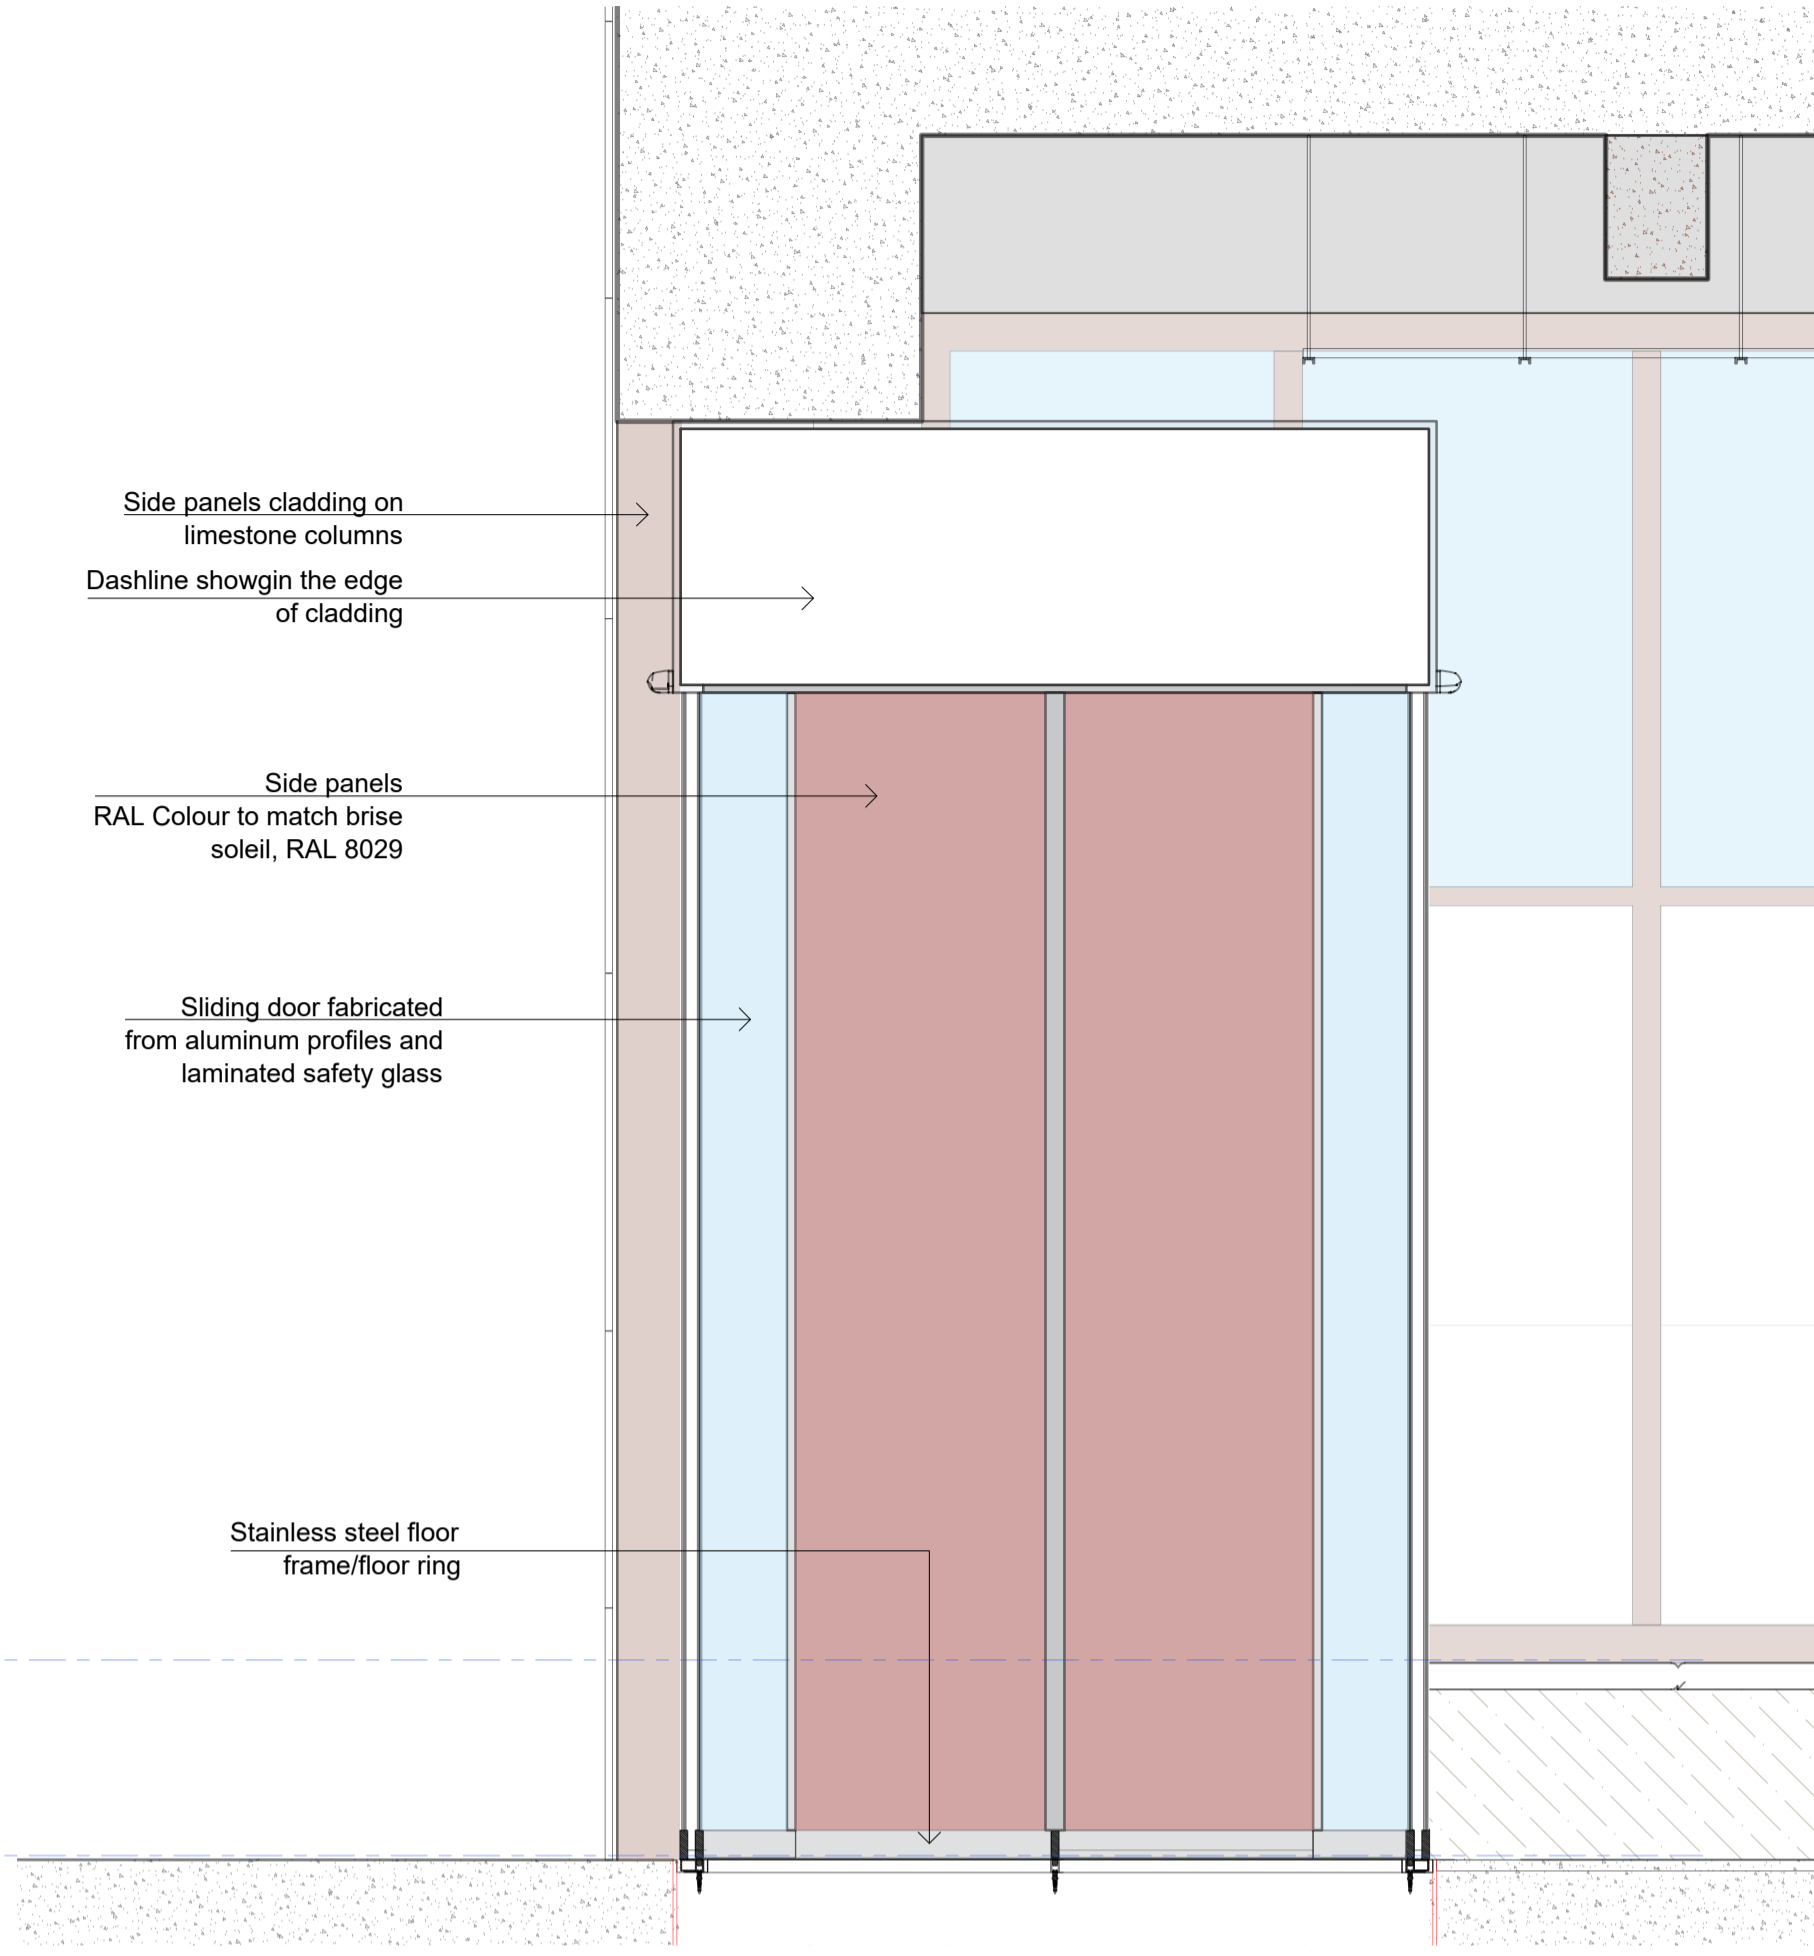 Side panels cladding on
limestone columns
Dashline showgin the edge
of cladding
Side panels
RAL Colour to match brise
soleil, RAL 8029
Sliding door fabricated
from aluminum profiles and
laminated safety glass
Stainless steel floor
frame/floor ring